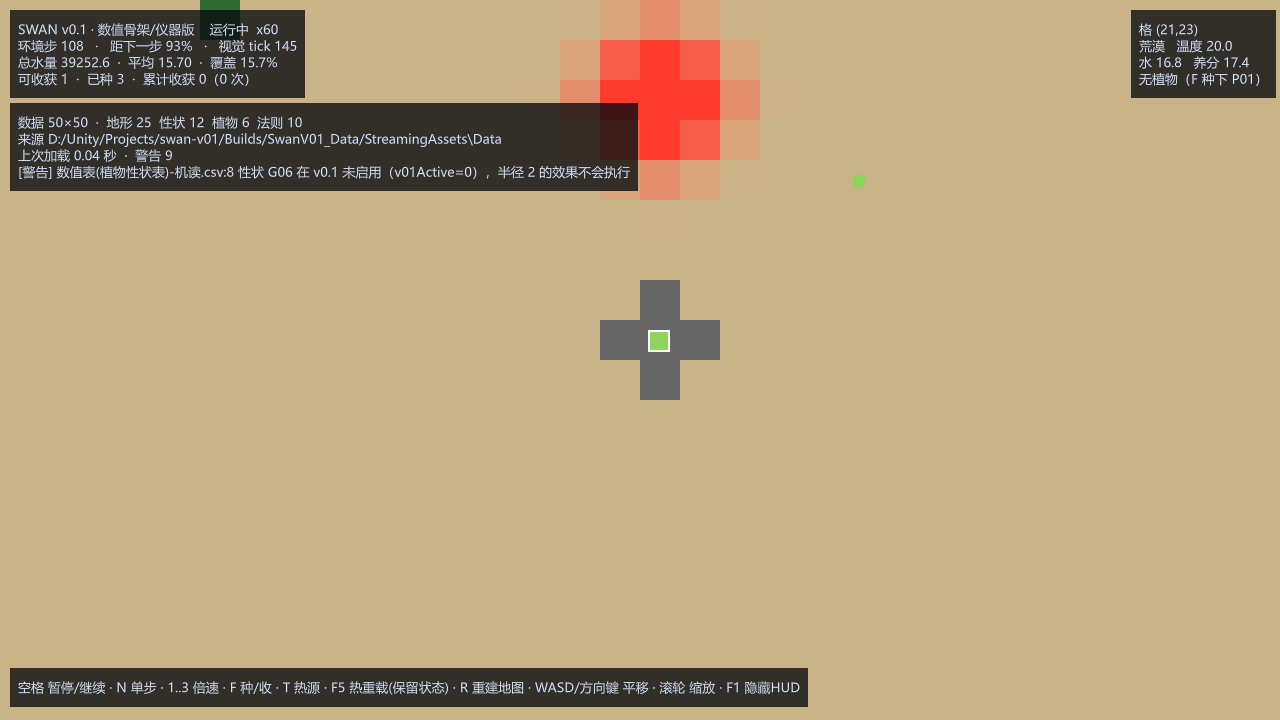 SWAN v0.1 · 数值骨架/仪器版 运行中 x60
环境步 108 · 距下一步 93% · 视觉 tick 145
总水量 39252.6 · 平均 15.70 · 覆盖 15.7%
可收获 1 · 已种 3 · 累计收获 0（0 次）
格 (21,23)
荒漠 温度 20.0
水 16.8 养分 17.4
无植物（F 种下 P01）
数据 50×50 · 地形 25 性状 12 植物 6 法则 10
来源 D:/Unity/Projects/swan-v01/Builds/SwanV01_Data/StreamingAssets\Data
上次加载 0.04 秒 · 警告 9
[警告] 数值表(植物性状表)-机读.csv:8 性状 G06 在 v0.1 未启用（v01Active=0），半径 2 的效果不会执行
空格 暂停/继续 · N 单步 · 1..3 倍速 · F 种/收 · T 热源 · F5 热重载(保留状态) · R 重建地图 · WASD/方向键 平移 · 滚轮 缩放 · F1 隐藏HUD